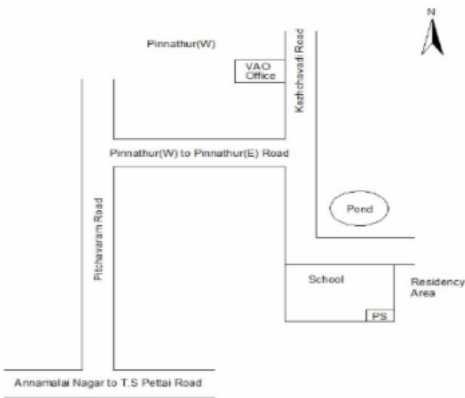 N
Pinnathur(W)
VAO
Office
Kezhchavadi Road
Pinnathur(W) to Pinnathur(E) Road
Pitchavaram Road
Pond
School
Residency
Area
PS
Annamalai Nagar to T.S Pettai Road